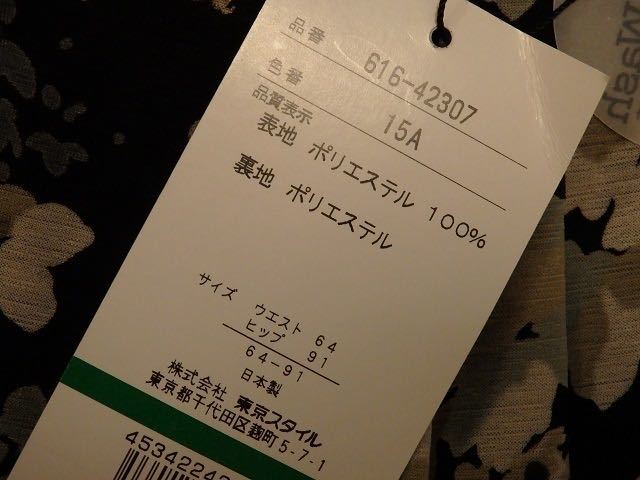 品番 616-42307
色番 15A
品質表示
表地 ポリエステル 100%
裏地 ポリエステル
サイズ ウエスト 64
ヒップ 91
64-91
日本製
株式会社 東京スタイル
東京都千代田区麹町5-7-1
4534224
Nash